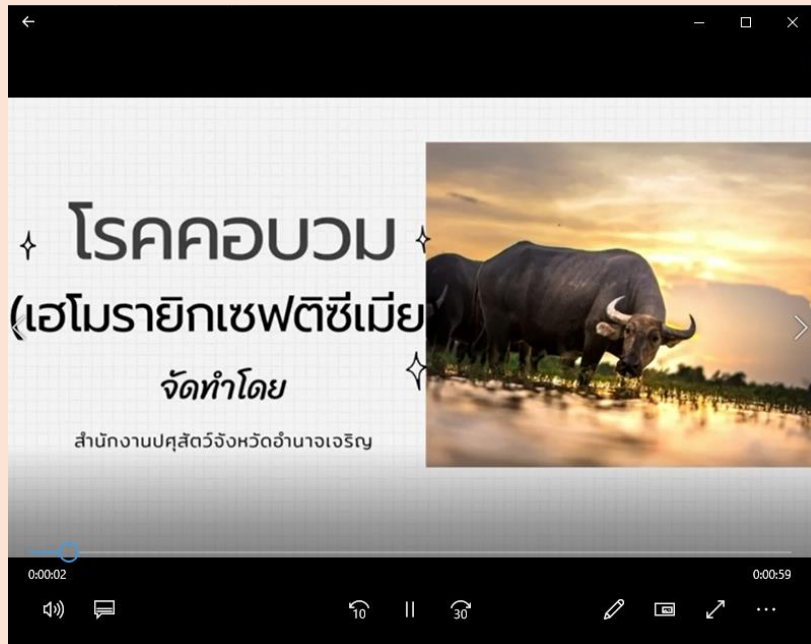 โรคคอบวม
(เฮโมรายิกเซฟติซีเมีย
จัดทำโดย
สำนักงานปศุสัตว์จังหวัดอำนาจเจริญ
0:00:02
0:00:59
10
30